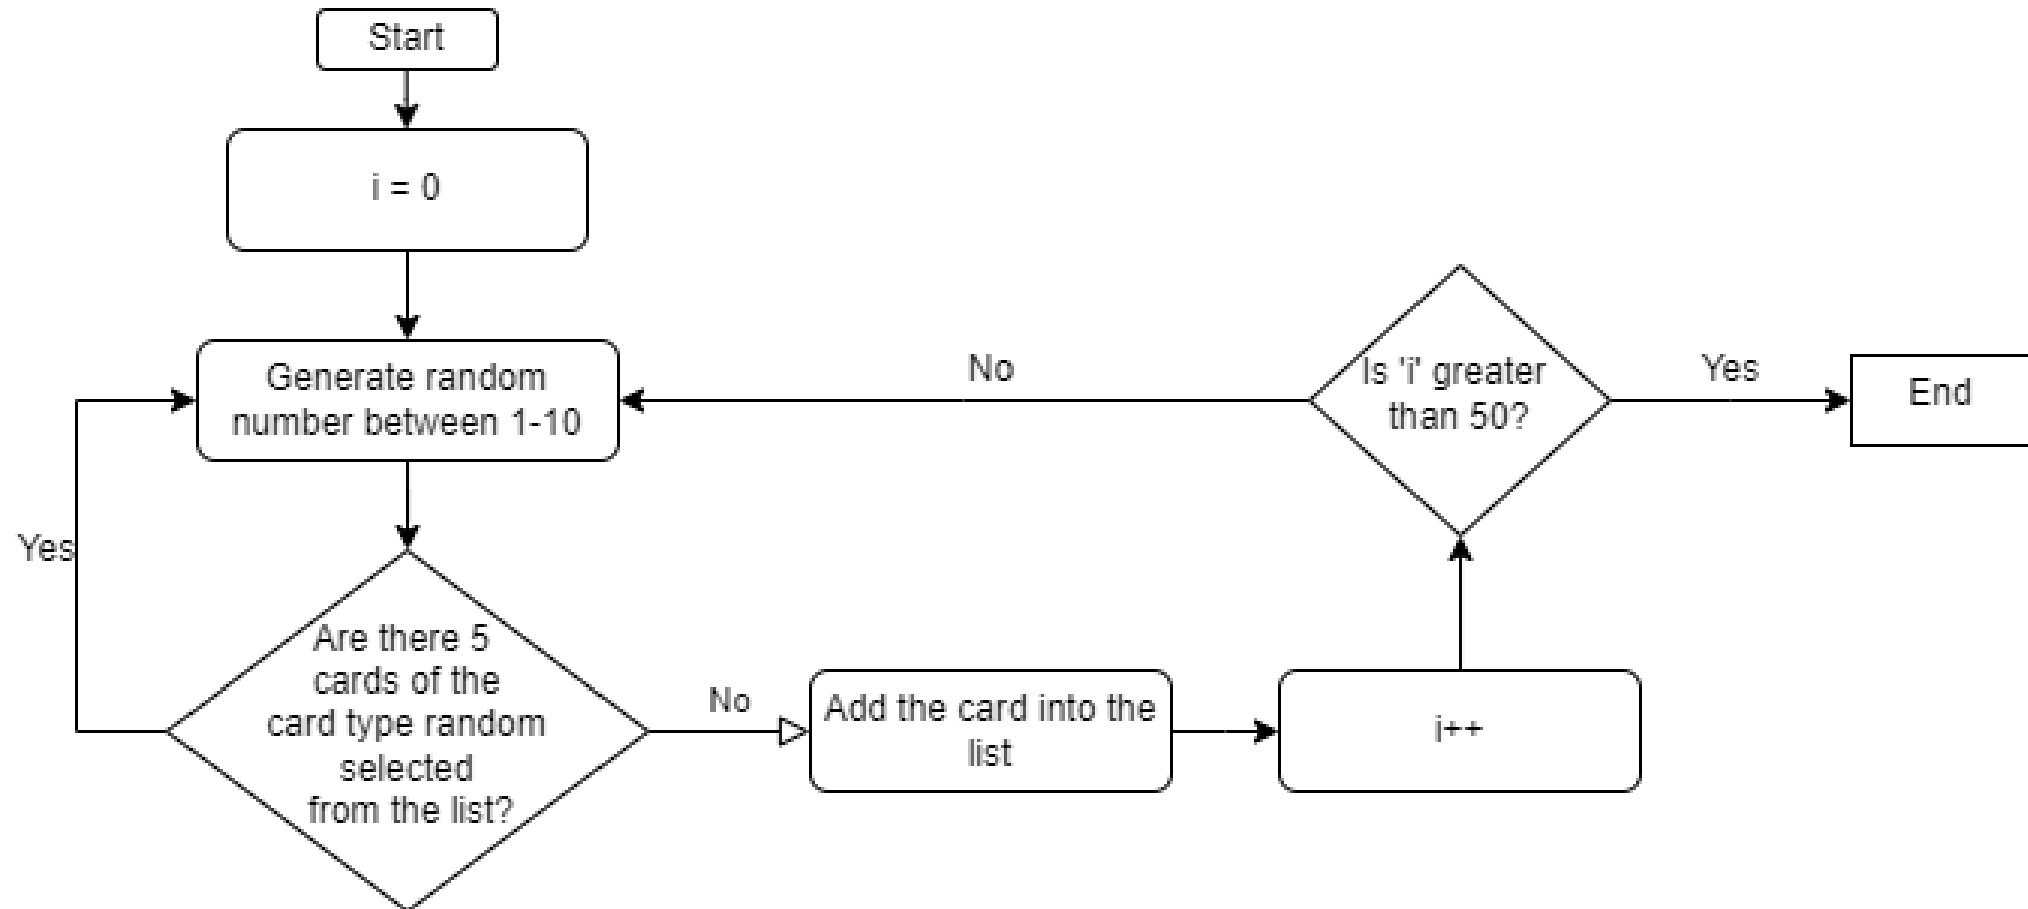 Start
i = 0
Generate random
number between 1-10
No
Is 'i' greater
than 50?
Yes
End
Yes
Are there 5
cards of the
card type random
selected
from the list?
No
Add the card into the
list
i++